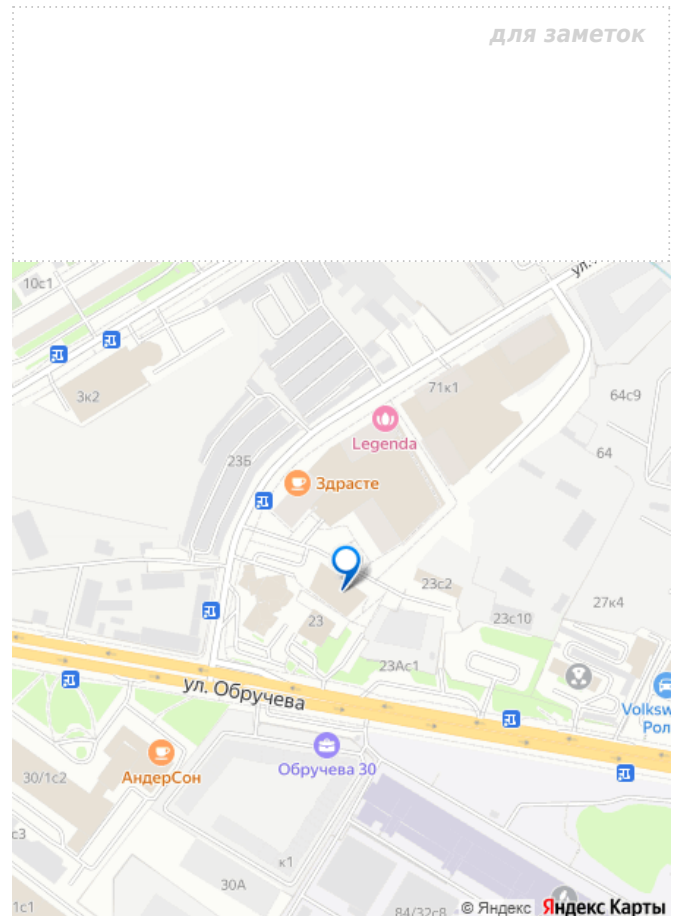 для заметок
ул.
10с1
3к2
71к1
64с9
Legenda
64
23Б
Здрасте
23с2
27к4
23с10
23
23Ас1
ул. Обручева
Volksw
Рол
Обручева 30
АндерСон
30/1с2
с3
к1
30А
1с1
84/32с8
© Яндекс Яндекс Карты